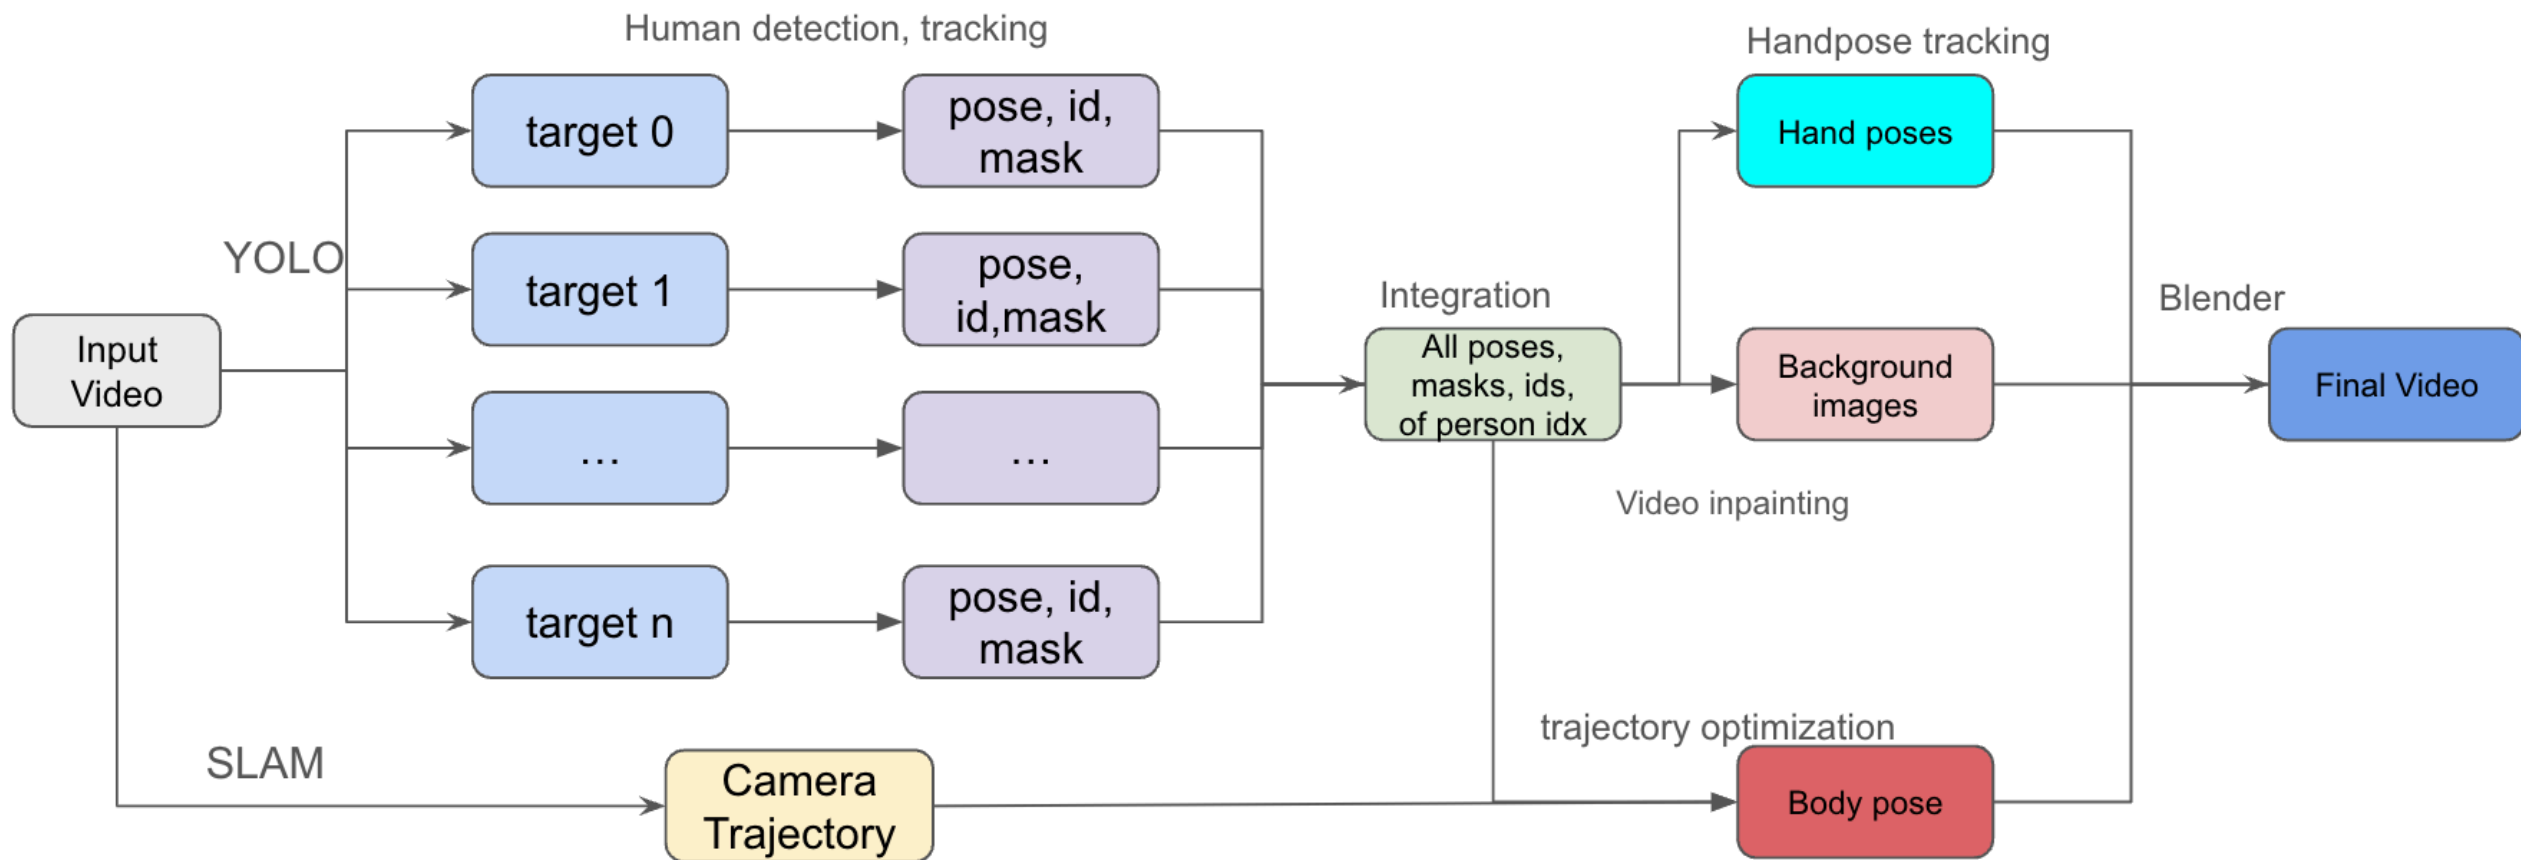 Human detection, tracking
Handpose tracking
target 0
pose, id,
mask
Hand poses
YOLO
target 1
pose,
id,mask
Input
Video
Integration
All poses,
masks, ids,
of person idx
Background
images
Blender
Final Video
...
...
Video inpainting
target n
pose, id,
mask
SLAM
Camera
Trajectory
trajectory optimization
Body pose